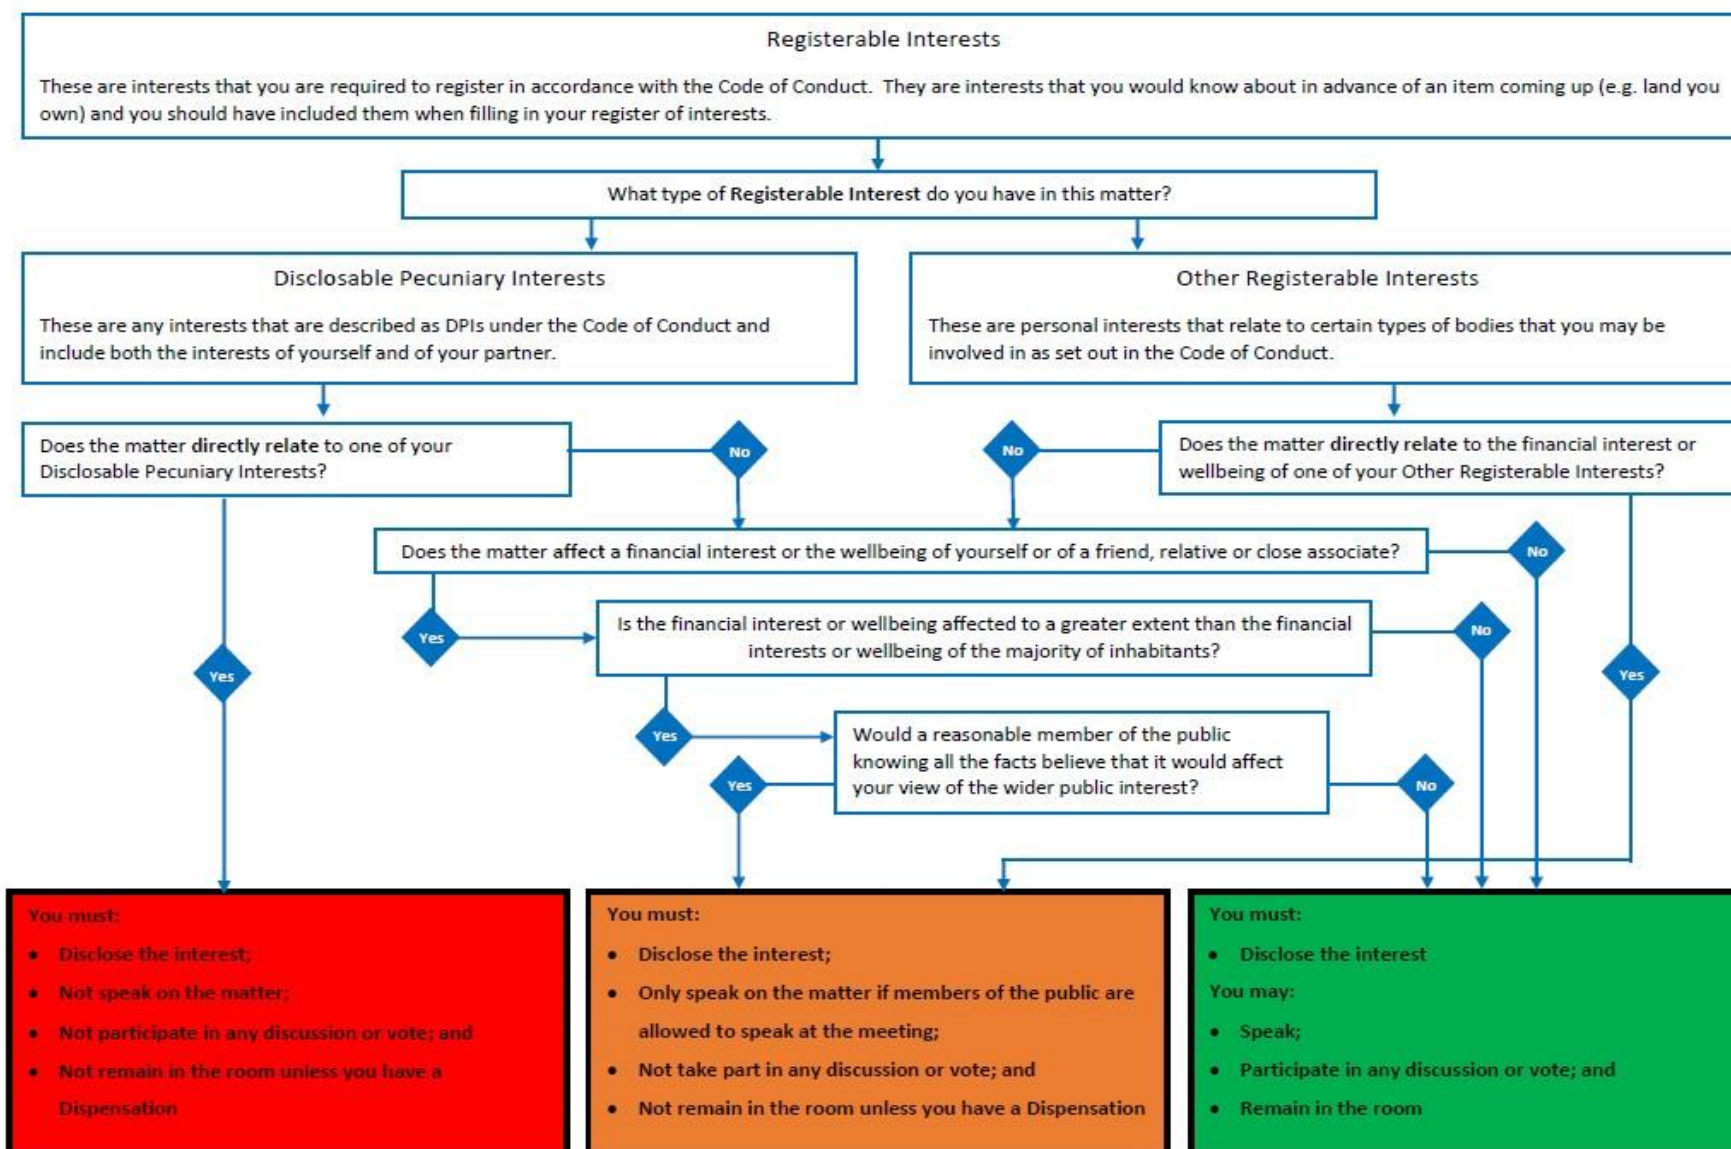 Registerable Interests
These are interests that you are required to register in accordance with the Code of Conduct. They are interests that you would know about in advance of an item coming up (e.g. land you
own) and you should have included them when filling in your register of interests.
What type of Registerable Interest do you have in this matter?
Disclosable Pecuniary Interests
These are any interests that are described as DPIs under the Code of Conduct and
include both the interests of yourself and of your partner.
Other Registerable Interests
These are personal interests that relate to certain types of bodies that you may be
involved in as set out in the Code of Conduct.
Does the matter directly relate to one of your
Disclosable Pecuniary Interests?
No
No
Does the matter directly relate to the financial interest or
wellbeing of one of your Other Registerable Interests?
Does the matter affect a financial interest or the wellbeing of yourself or of a friend, relative or close associate?
No
Yes
Is the financial interest or wellbeing affected to a greater extent than the financial
interests or wellbeing of the majority of inhabitants?
No
Yes
Yes
Yes
Would a reasonable member of the public
knowing all the facts believe that it would affect
your view of the wider public interest?
Yes
No
You must:
• Disclose the interest;
• Not speak on the matter;
• Not participate in any discussion or vote; and
• Not remain in the room unless you have a
Dispensation
You must:
• Disclose the interest;
• Only speak on the matter if members of the public are
allowed to speak at the meeting;
• Not take part in any discussion or vote; and
• Not remain in the room unless you have a Dispensation
You must:
• Disclose the interest
You may:
• Speak;
• Participate in any discussion or vote; and
• Remain in the room